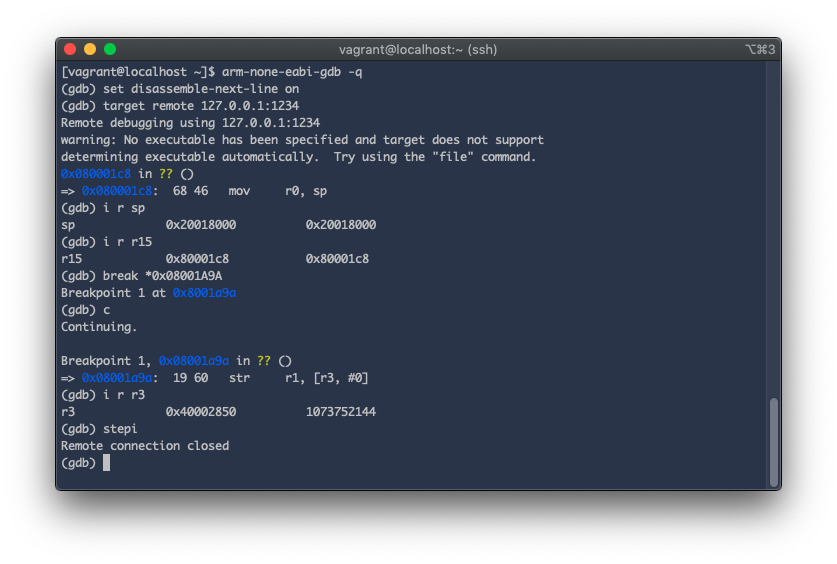 vagrant@localhost:~ (ssh)
⌥⌘3
[vagrant@localhost ~]$ arm-none-eabi-gdb -q
(gdb) set disassemble-next-line on
(gdb) target remote 127.0.0.1:1234
Remote debugging using 127.0.0.1:1234
warning: No executable has been specified and target does not support
determining executable automatically.  Try using the "file" command.
0x080001c8 in ?? ()
=> 0x080001c8:  68 46   mov     r0, sp
(gdb) i r sp
sp             0x20018000          0x20018000
(gdb) i r r15
r15            0x80001c8           0x80001c8
(gdb) break *0x08001A9A
Breakpoint 1 at 0x8001a9a
(gdb) c
Continuing.
Breakpoint 1, 0x08001a9a in ?? ()
=> 0x08001a9a:  19 60   str     r1, [r3, #0]
(gdb) i r r3
r3             0x40002850          1073752144
(gdb) stepi
Remote connection closed
(gdb)